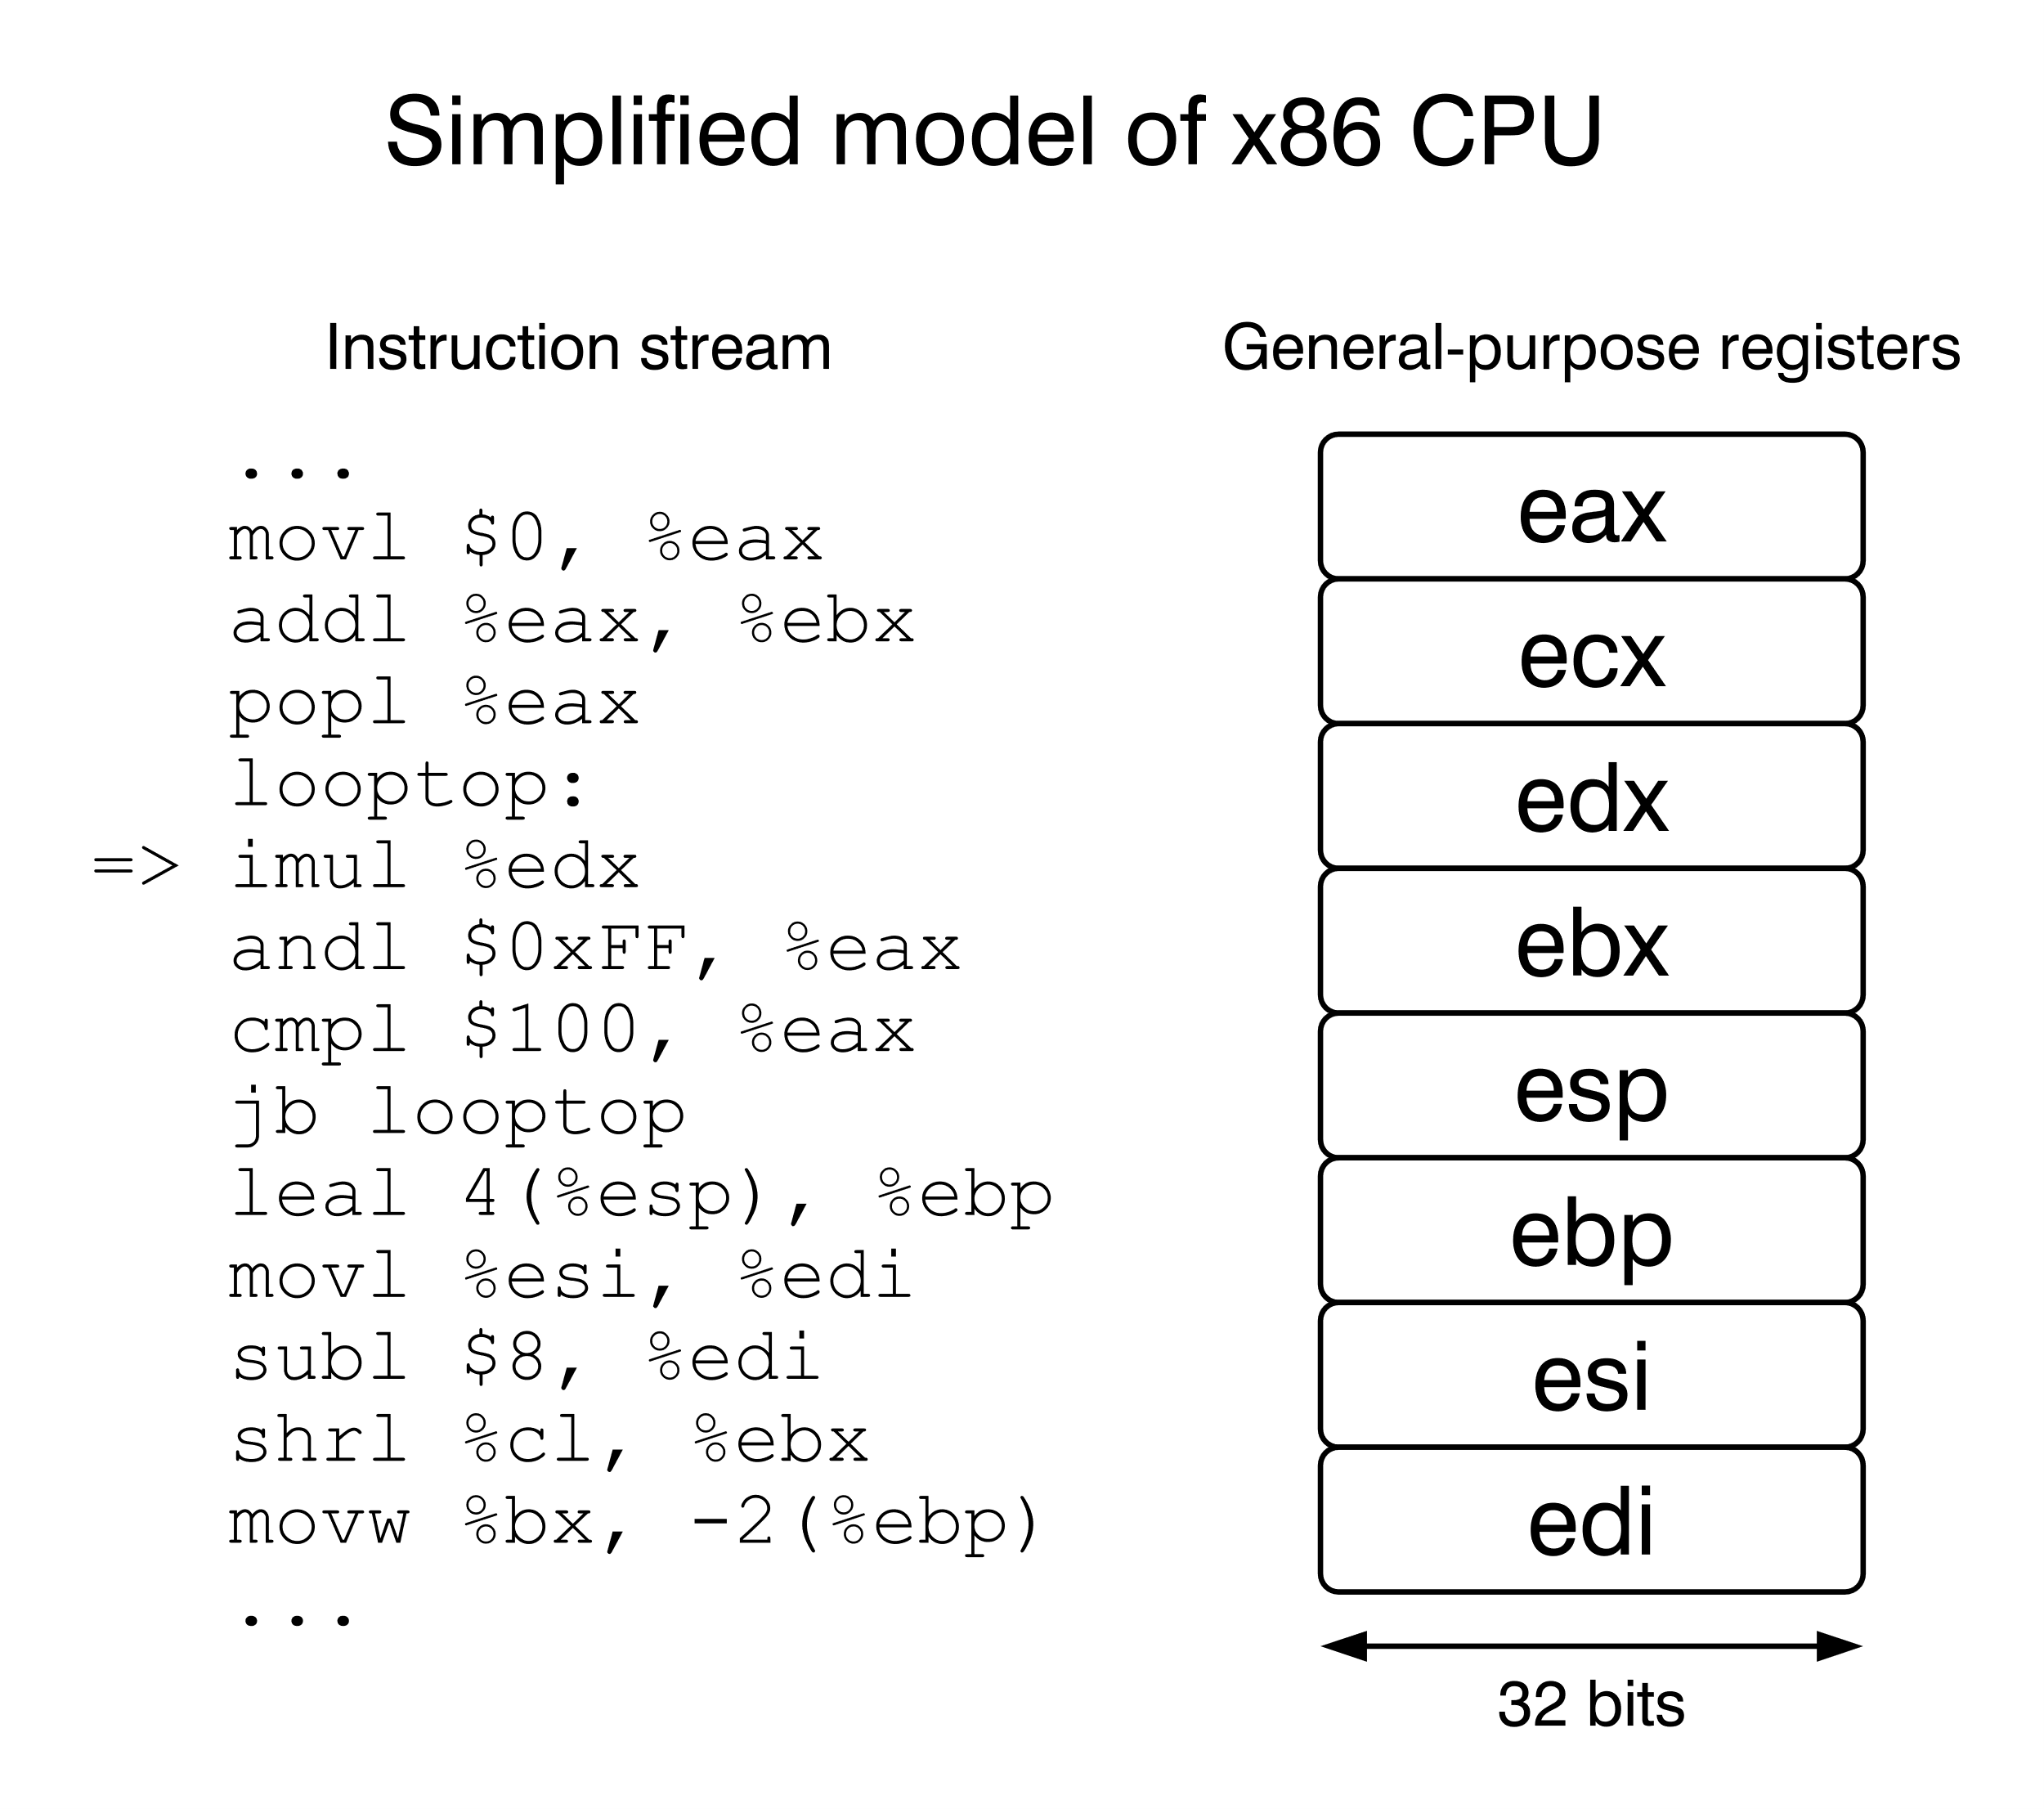 Simplified model of x86 CPU
Instruction stream
...
movl $0, %eax
addl %eax, %ebx
popl %eax
looptop:
=> imul %edx
andl $0xFF, %eax
cmpl $100, %eax
jb looptop
leal 4(%esp), %ebp
movl %esi, %edi
subl $8, %edi
shrl %cl, %ebx
movw %bx, -2(%ebp)
...
General-purpose registers
eax
ecx
edx
ebx
esp
ebp
esi
edi
32 bits